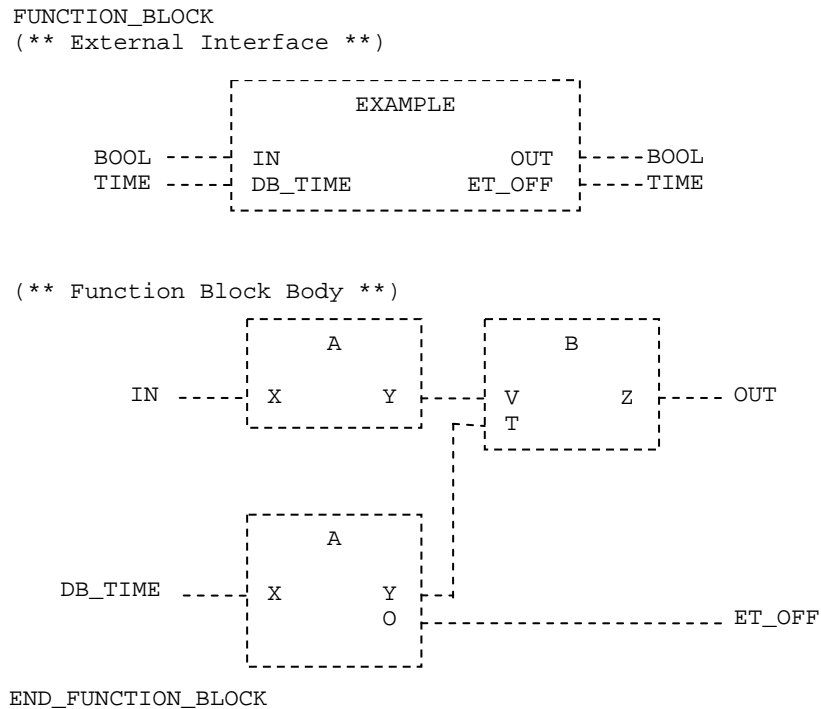 FUNCTION_BLOCK
(** External Interface **)
EXAMPLE
BOOL IN OUT BOOL
TIME DB_TIME ET_OFF TIME
(** Function Block Body **)
A B
IN X Y V Z OUT
T
A
DB_TIME X Y
O ET_OFF
END_FUNCTION_BLOCK